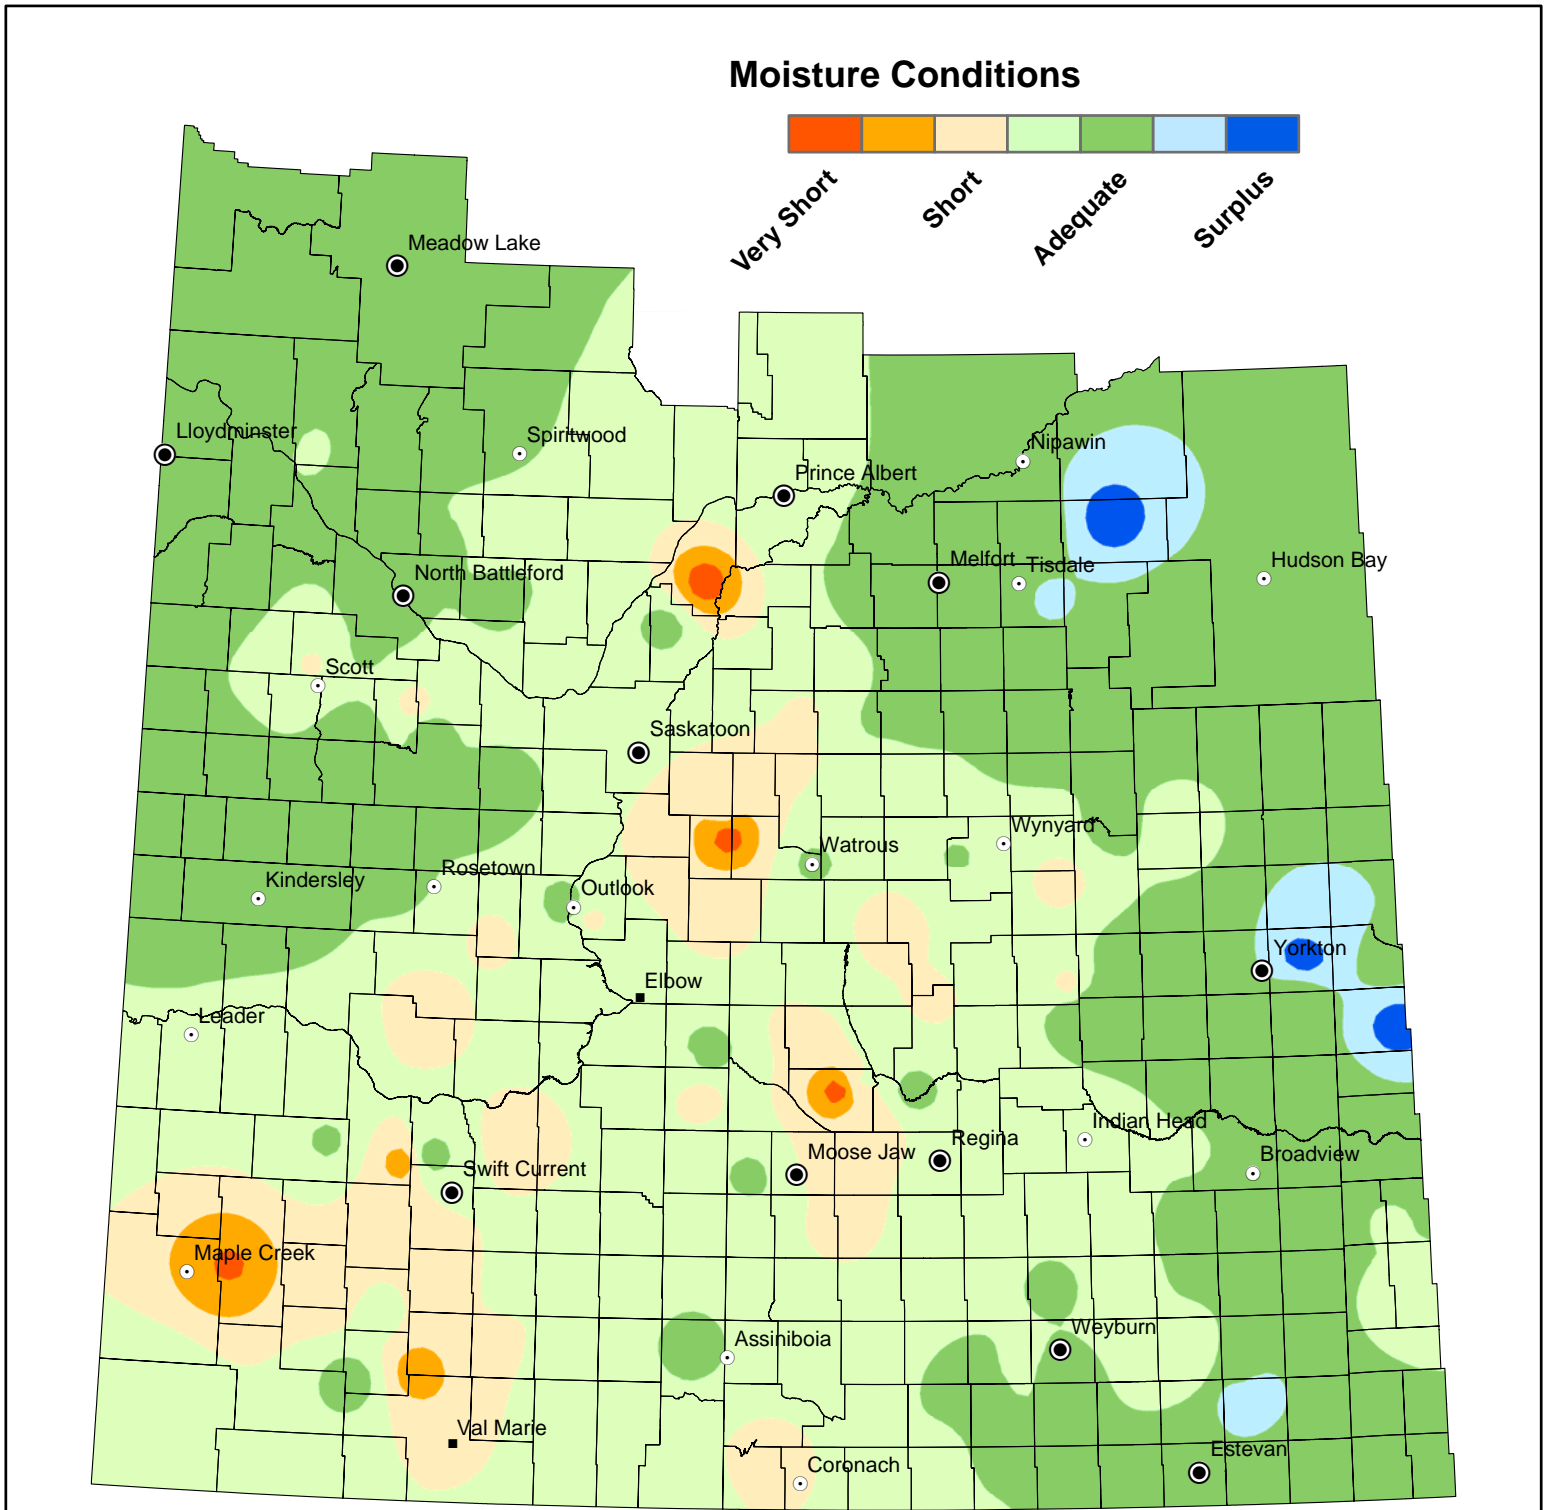 Moisture Conditions
Very Short
Short
Adequate
Surplus
Meadow Lake
Lloydminster
Spiritwood
Nipawin
Prince Albert
Melfort
Tisdale
Hudson Bay
North Battleford
Scott
Saskatoon
Watrous
Wynyard
Rosetown
Kindersley
Outlook
Yorkton
Elbow
Leader
Indian Head
Regina
Moose Jaw
Broadview
Swift Current
Maple Creek
Weyburn
Assiniboia
Val Marie
Estevan
Coronach